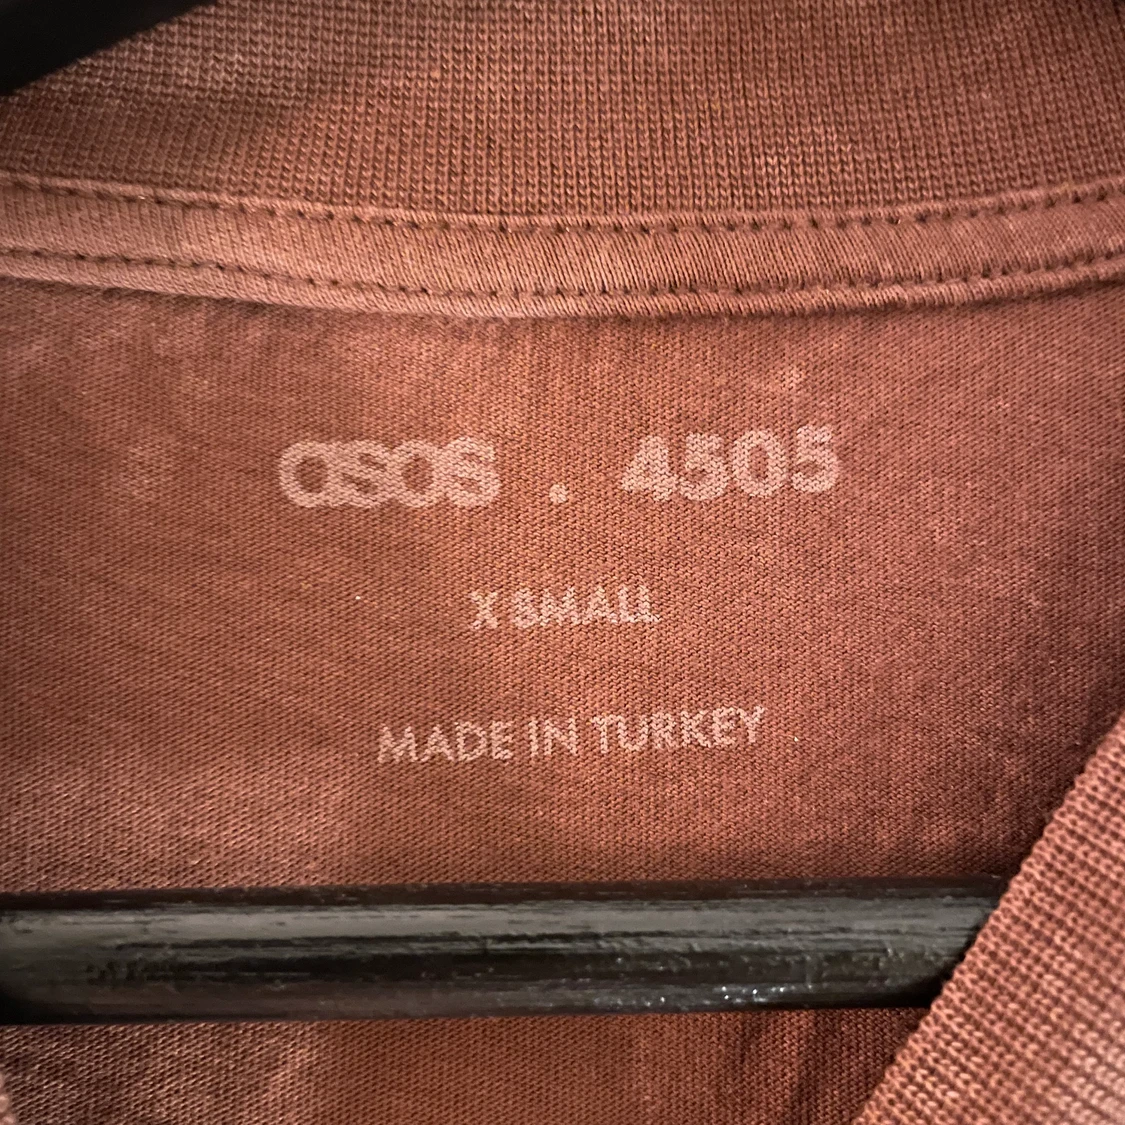 asos . 4505
X SMALL
MADE IN TURKEY